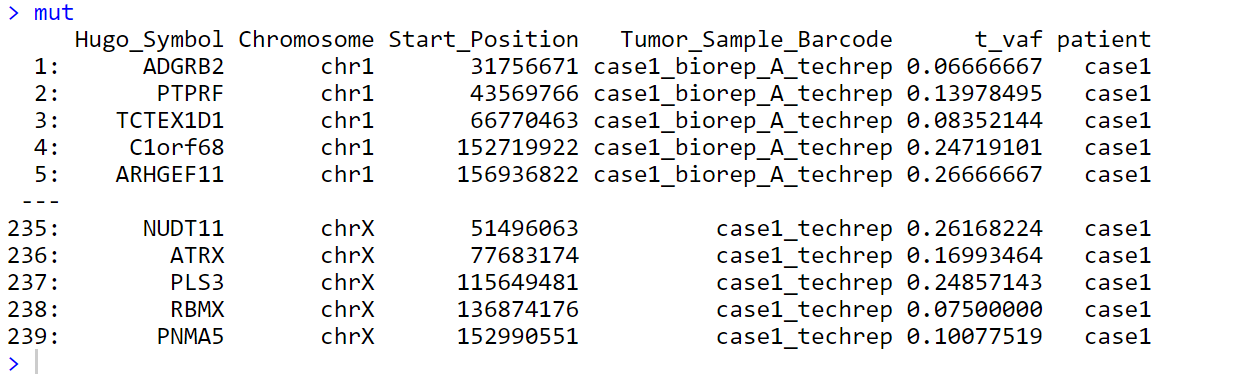 > mut
Hugo_Symbol Chromosome Start_Position Tumor_Sample_Barcode t_vaf patient
1: ADGRB2 chr1 31756671 case1_biorep_A_techrep 0.06666667 case1
2: PTPRF chr1 43569766 case1_biorep_A_techrep 0.13978495 case1
3: TCTEX1D1 chr1 66770463 case1_biorep_A_techrep 0.08352144 case1
4: C1orf68 chr1 152719922 case1_biorep_A_techrep 0.24719101 case1
5: ARHGEF11 chr1 156936822 case1_biorep_A_techrep 0.26666667 case1
---
235: NUDT11 chrX 51496063 case1_techrep 0.26168224 case1
236: ATRX chrX 77683174 case1_techrep 0.16993464 case1
237: PLS3 chrX 115649481 case1_techrep 0.24857143 case1
238: RBMX chrX 136874176 case1_techrep 0.07500000 case1
239: PNMA5 chrX 152990551 case1_techrep 0.10077519 case1
>